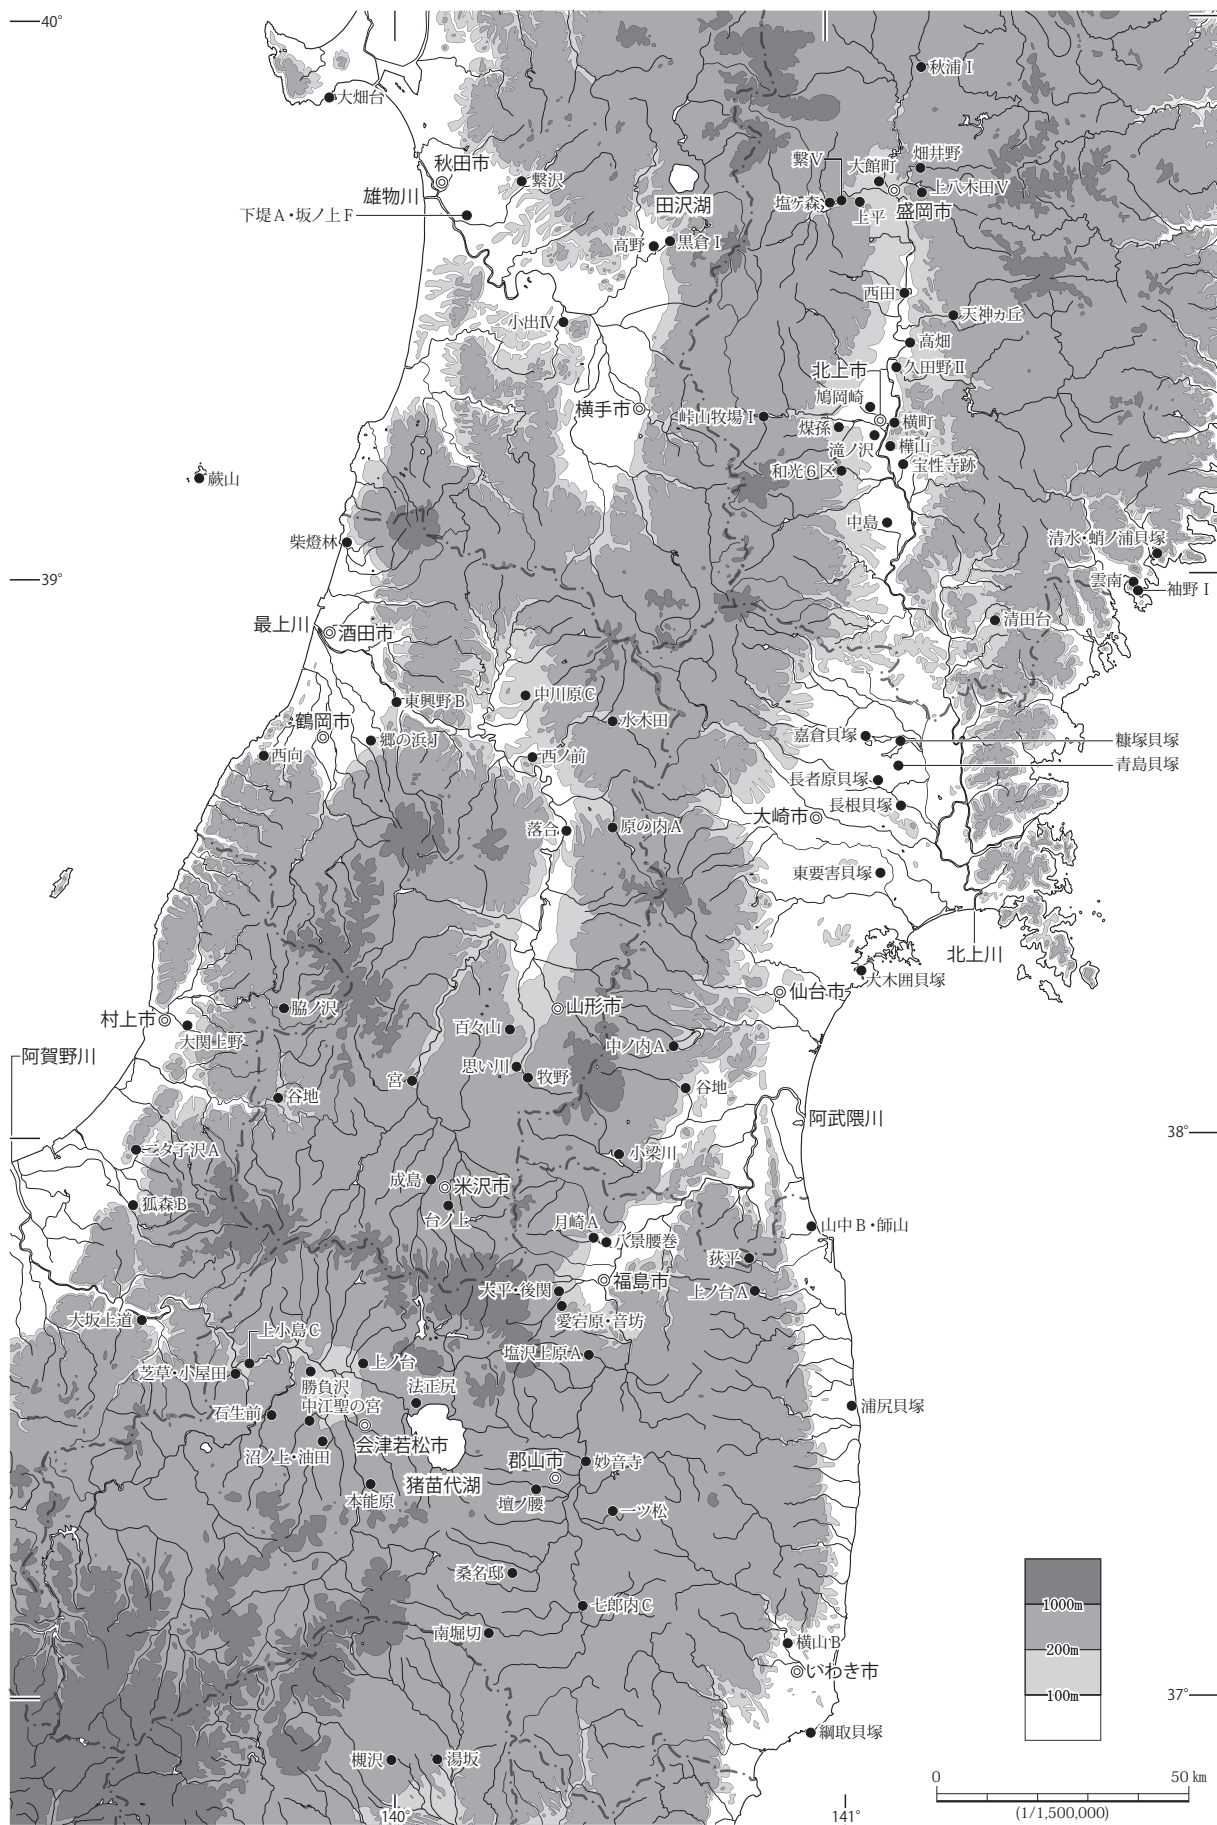 40°
秋浦Ⅰ
大畑台
繋Ⅴ
大館町
畑井野
秋田市
繋沢
上八木田Ⅴ
雄物川
田沢湖
塩ケ森
上平
盛岡市
下堤A・坂ノ上F
高野
黒倉Ⅰ
西田
天神ヵ丘
小出Ⅳ
高畑
北上市
久田野Ⅱ
鳩岡崎
横手市
峠山牧場Ⅰ
煤孫
横町
滝ノ沢
樺山
宝性寺跡
和光6区
蕨山
中島
柴燈林
清水・蛸ノ浦貝塚
39°
雲南
袖野Ⅰ
清田台
最上川
酒田市
中川原C
東興野B
鶴岡市
水木田
郷の浜J
嘉倉貝塚
糠塚貝塚
西向
西ノ前
青島貝塚
長者原貝塚
長根貝塚
大崎市
落合
原の内A
東要害貝塚
北上川
大木囲貝塚
仙台市
脇ノ沢
山形市
村上市
大関上野
百々山
中ノ内A
阿賀野川
思い川
牧野
宮
谷地
谷地
阿武隈川
38°
二タ子沢A
小梁川
成島
米沢市
狐森B
台ノ上
月崎A
八景腰巻
山中B・師山
荻平
福島市
大平・後関
上ノ台A
大坂上道
愛宕原・音坊
上小島C
上ノ台
塩沢上原A
芝草・小屋田
勝負沢
法正尻
中江聖の宮
石生前
浦尻貝塚
会津若松市
沼ノ上・油田
郡山市
妙音寺
猪苗代湖
本能原
壇ノ腰
一ツ松
桑名邸
七郎内C
1000m
南堀切
横山B
200m
いわき市
100m
37°
綱取貝塚
槻沢
湯坂
0
50㎞
140°
141°
(1/1,500,000)